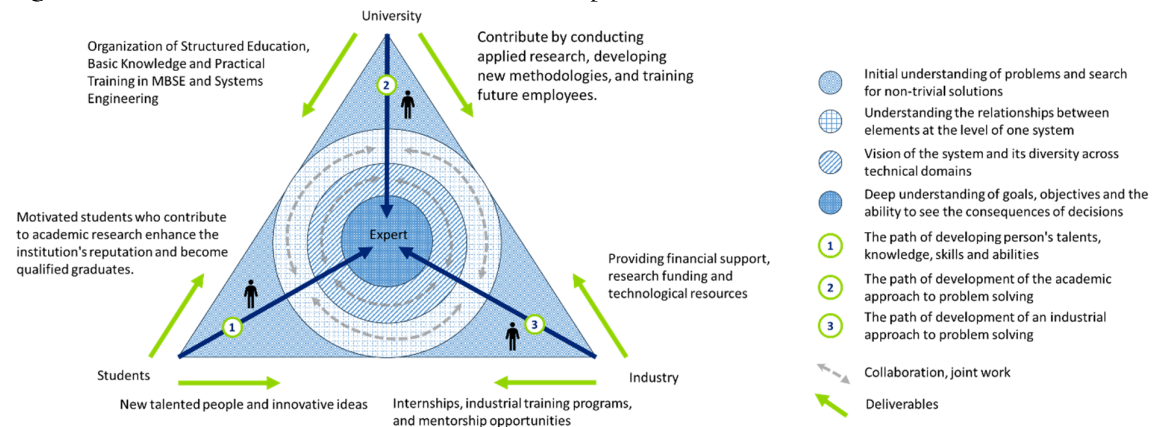 University
Organization of Structured Education,
Basic Knowledge and Practical
Training in MBSE and Systems
Engineering
Contribute by conducting
applied research, developing
new methodologies, and training
future employees.
2
Motivated students who contribute
to academic research enhance the
institution's reputation and become
qualified graduates.
Expert
Providing financial support,
research funding and
technological resources
1
3
Students
Industry
New talented people and innovative ideas
Internships, industrial training programs,
and mentorship opportunities
Initial understanding of problems and search
for non-trivial solutions
Understanding the relationships between
elements at the level of one system
Vision of the system and its diversity across
technical domains
Deep understanding of goals, objectives and the
ability to see the consequences of decisions
1
The path of developing person's talents,
knowledge, skills and abilities
2
The path of development of the academic
approach to problem solving
3
The path of development of an industrial
approach to problem solving
Collaboration, joint work
Deliverables